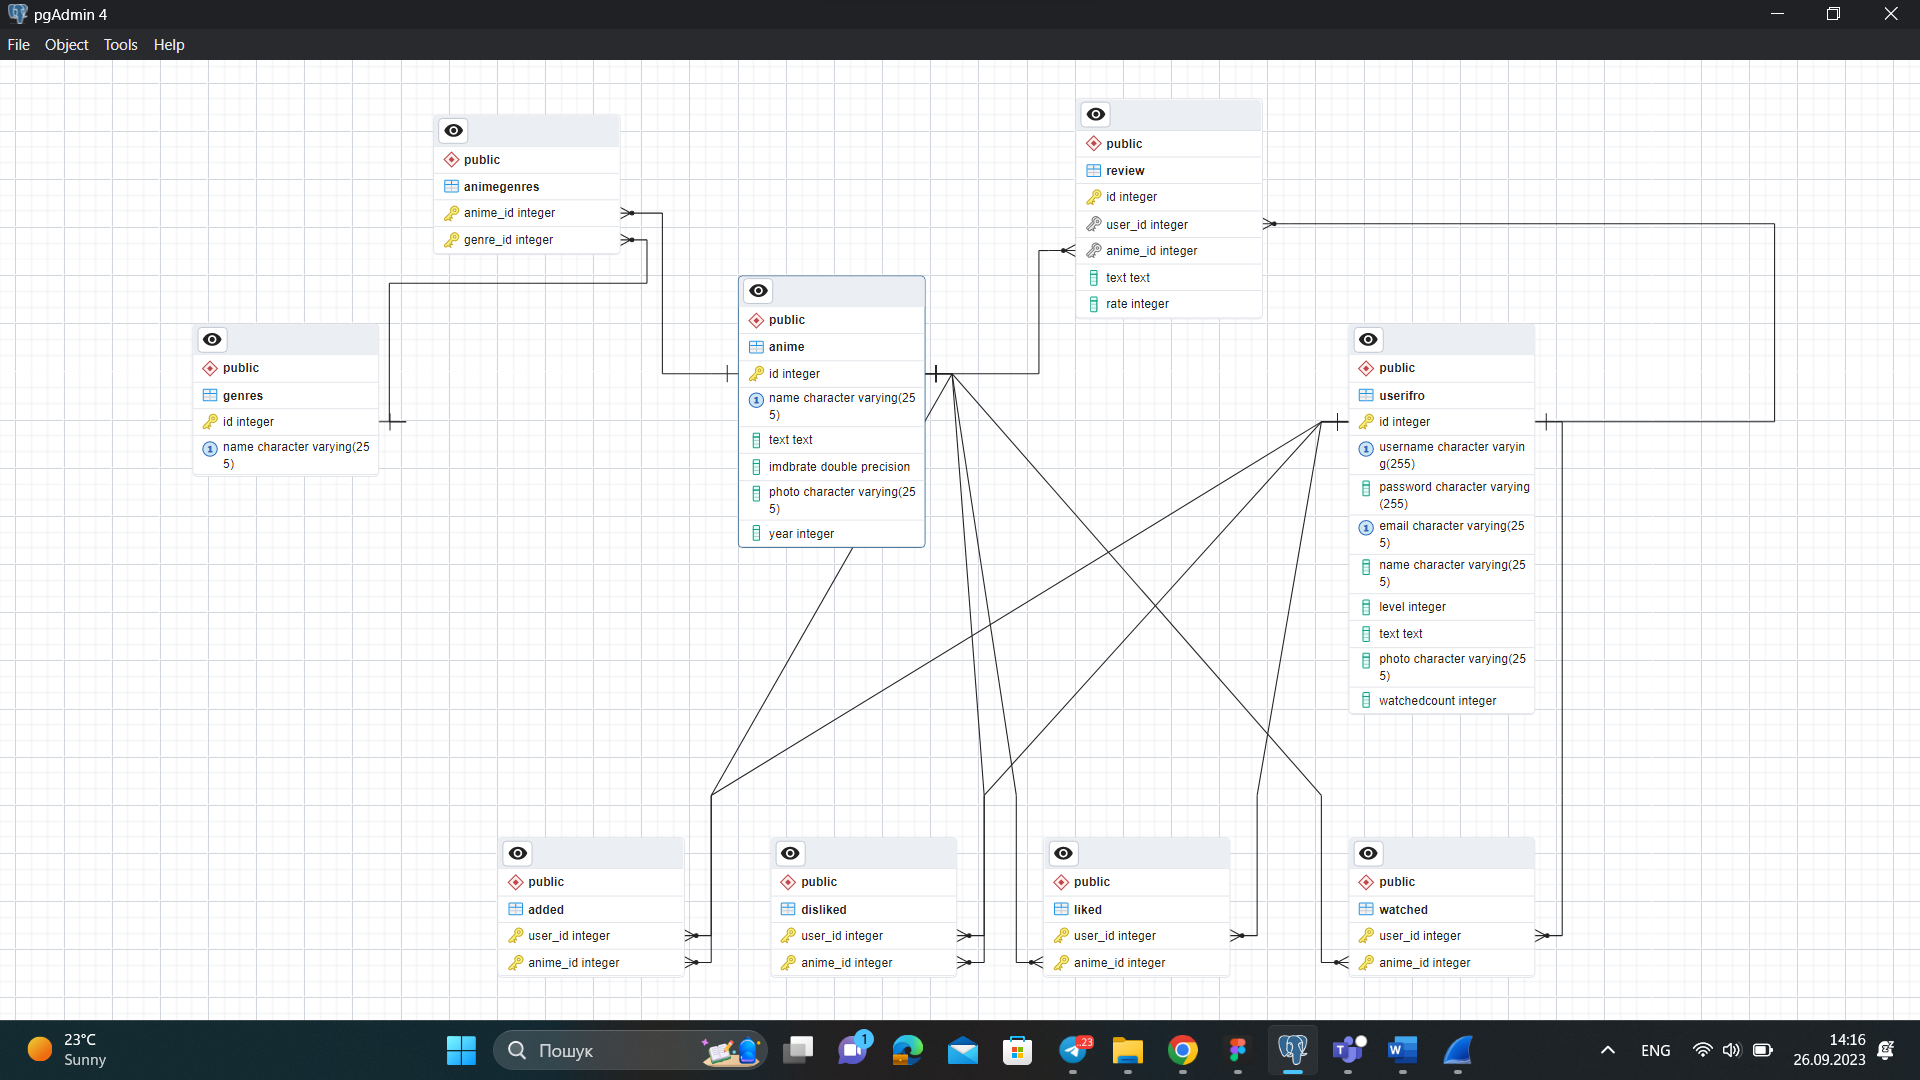 pgAdmin 4
File Object Tools Help
public
animegenres
anime_id integer
genre_id integer
public
review
id integer
user_id integer
anime_id integer
text text
rate integer
public
anime
id integer
1 name character varying(25
5)
text text
imdbrate double precision
photo character varying(25
5)
year integer
public
genres
id integer
1 name character varying(25
5)
public
userifro
id integer
1 username character varyin
g(255)
password character varying
(255)
1 email character varying(25
5)
name character varying(25
5)
level integer
text text
photo character varying(25
5)
watchedcount integer
public
added
user_id integer
anime_id integer
public
disliked
user_id integer
anime_id integer
public
liked
user_id integer
anime_id integer
public
watched
user_id integer
anime_id integer
23°C
Sunny
Пошук
1
.23
T
W
ENG
14:16
26.09.2023